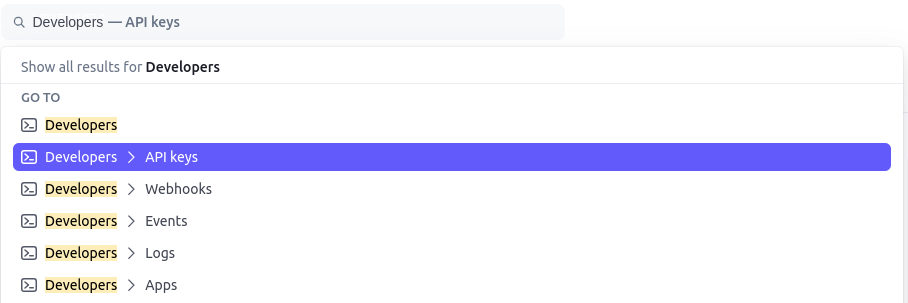 Developers — API keys
Show all results for Developers
GO TO
Developers
Developers > API keys
Developers > Webhooks
Developers > Events
Developers > Logs
Developers > Apps